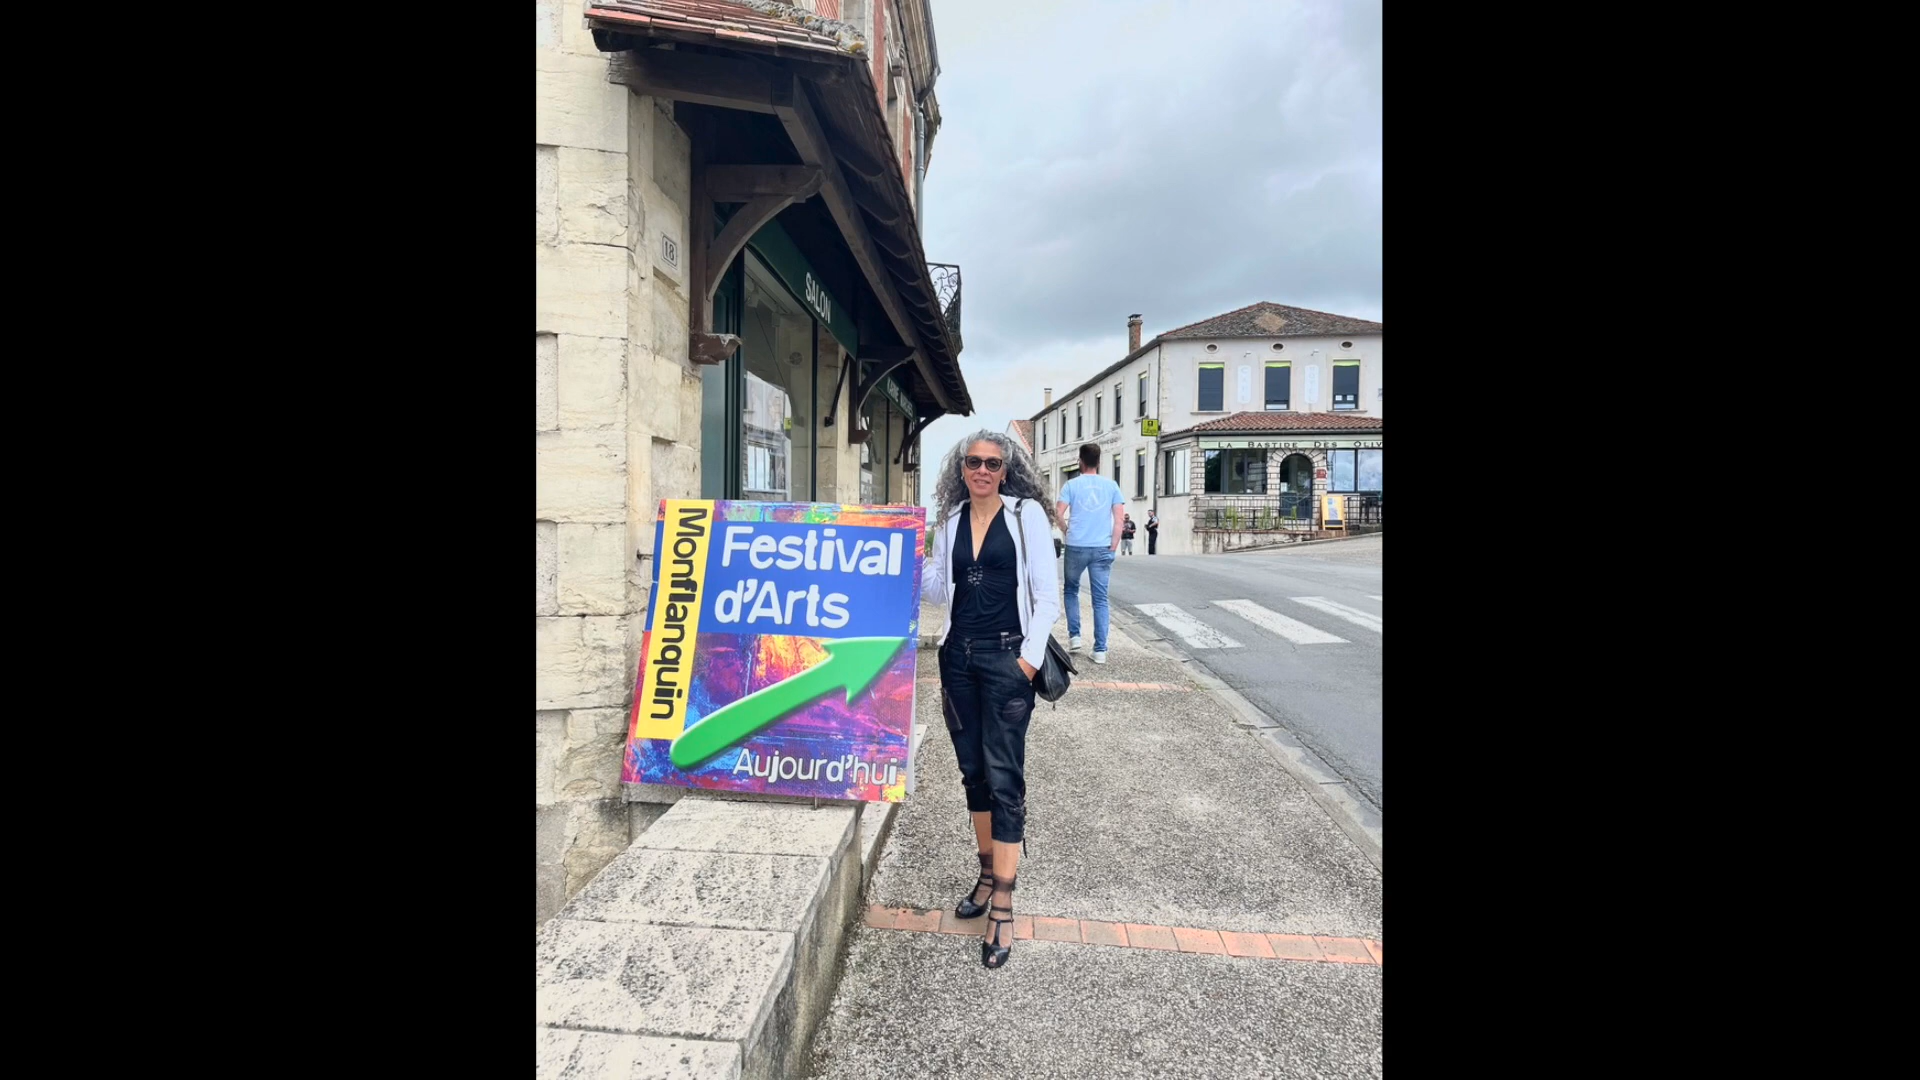 18
SALON
Monflanquin
Festival
d'Arts
Aujourd'hui
LA BASTIDE DES OLIV